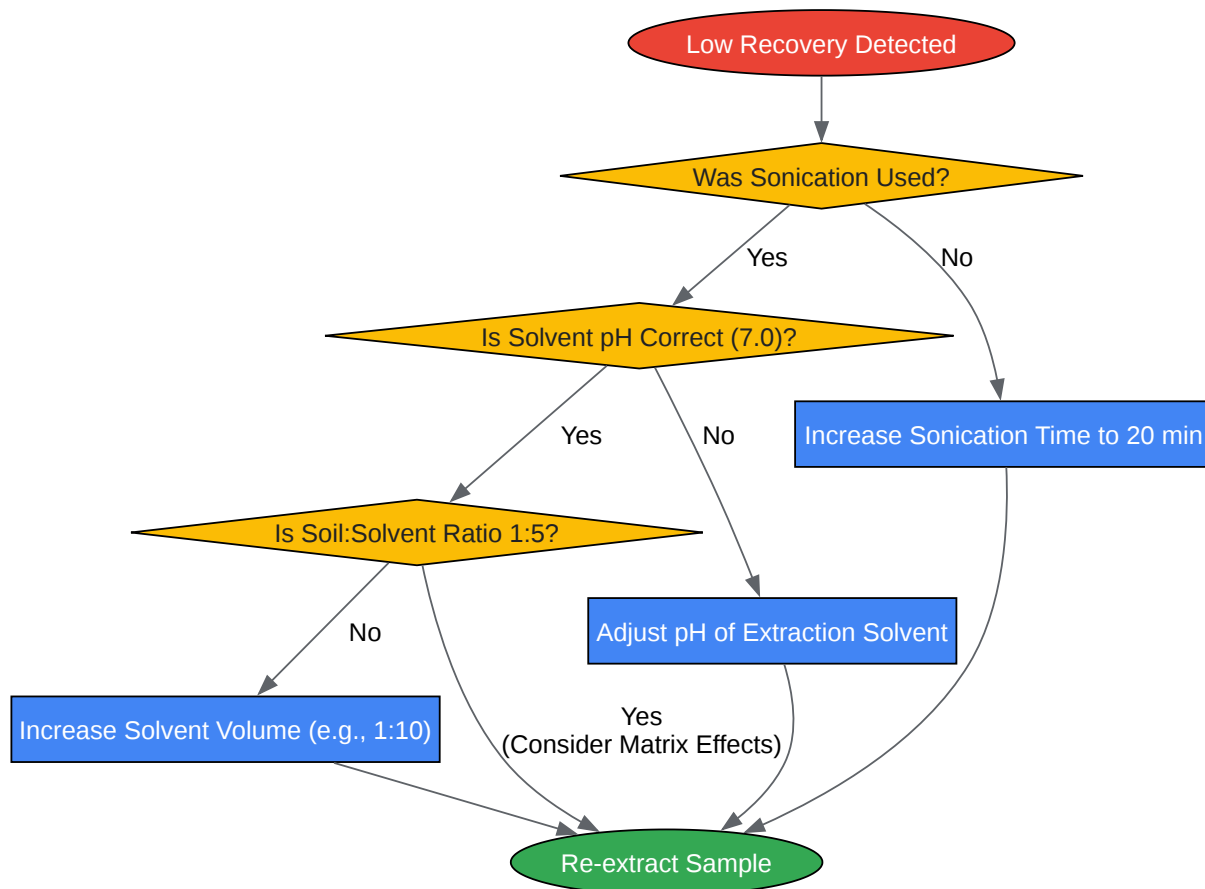 Low Recovery Detected
Was Sonication Used?
Yes
No
Is Solvent pH Correct (7.0)?
Yes
No
Increase Sonication Time to 20 min
Is Soil:Solvent Ratio 1:5?
No
Adjust pH of Extraction Solvent
Increase Solvent Volume (e.g., 1:10)
Yes
(Consider Matrix Effects)
Re-extract Sample